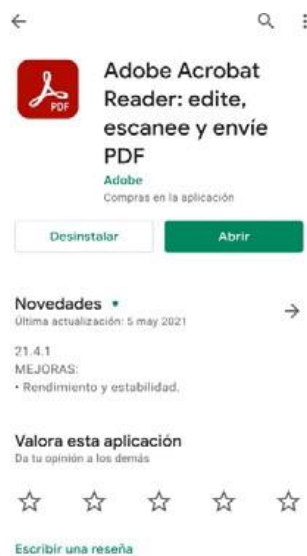 PDF
Adobe Acrobat
Reader: edite,
escanee y envíe
PDF
Adobe
Compras en la aplicación
Desinstalar
Abrir
Novedades •
Última actualización: 5 may 2021
21.4.1
MEJORAS:
• Rendimiento y estabilidad.
Valora esta aplicación
Da tu opinión a los demás
Escribir una reseña